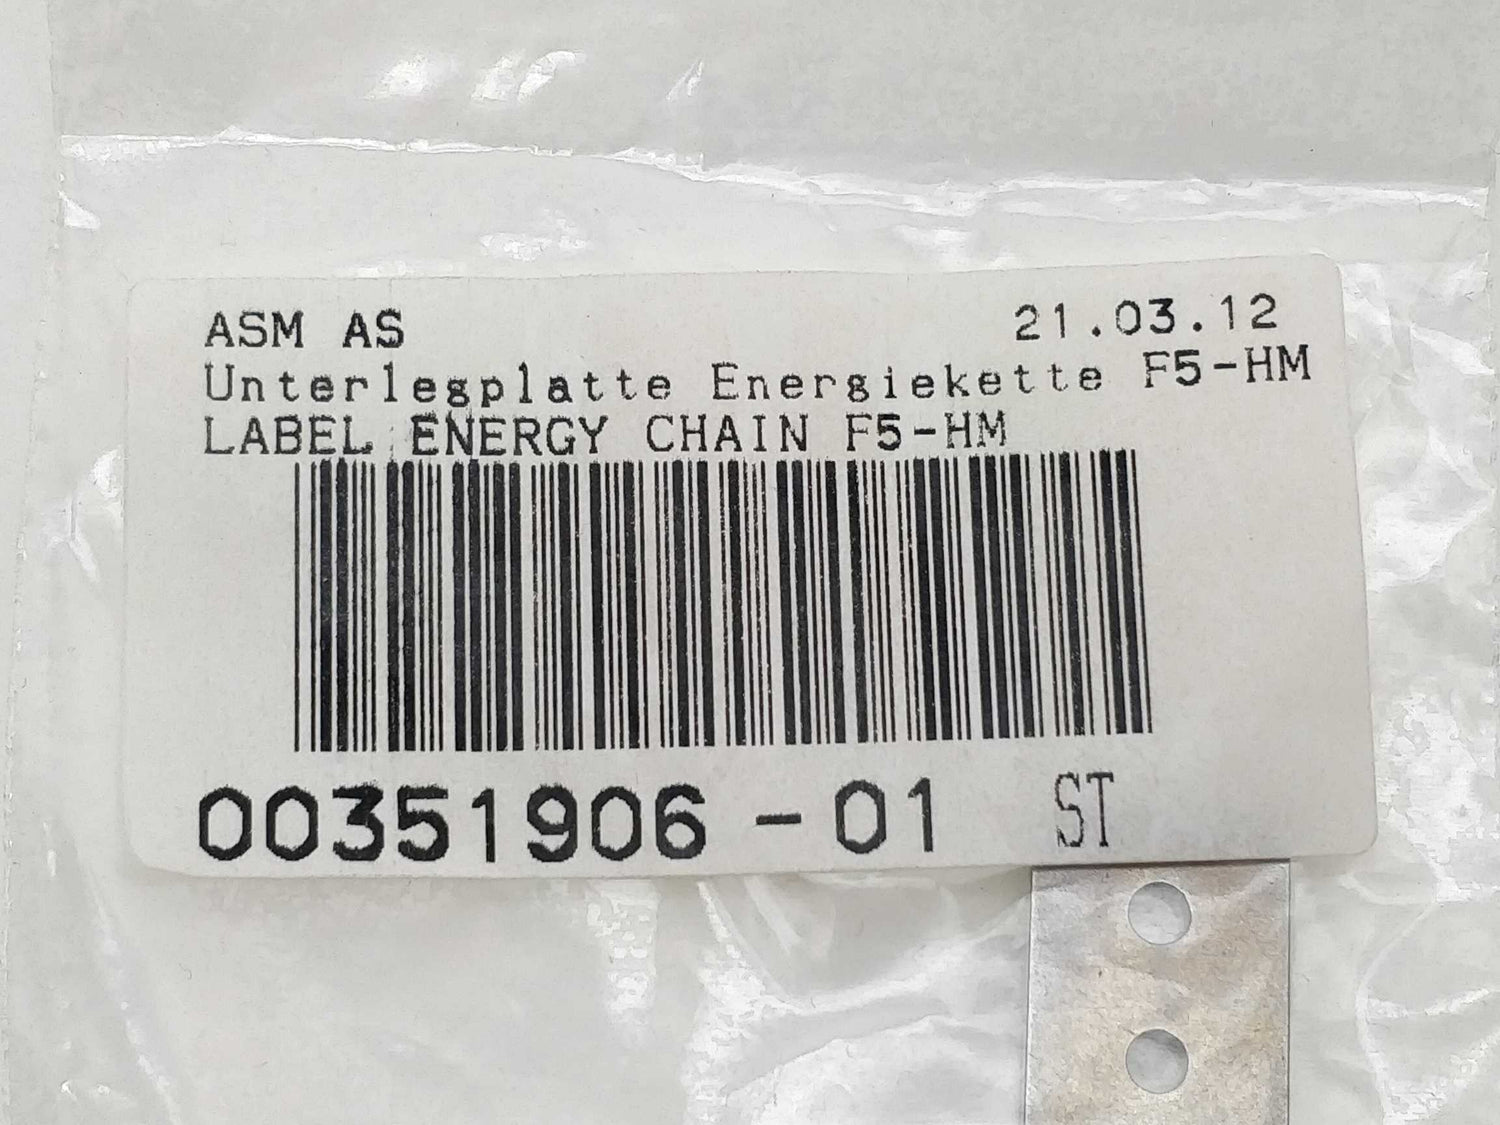 ASM AS 21.03.12
Unterlegplatte Energiekette F5-HM
LABEL ENERGY CHAIN F5-HM
00351906-01 ST